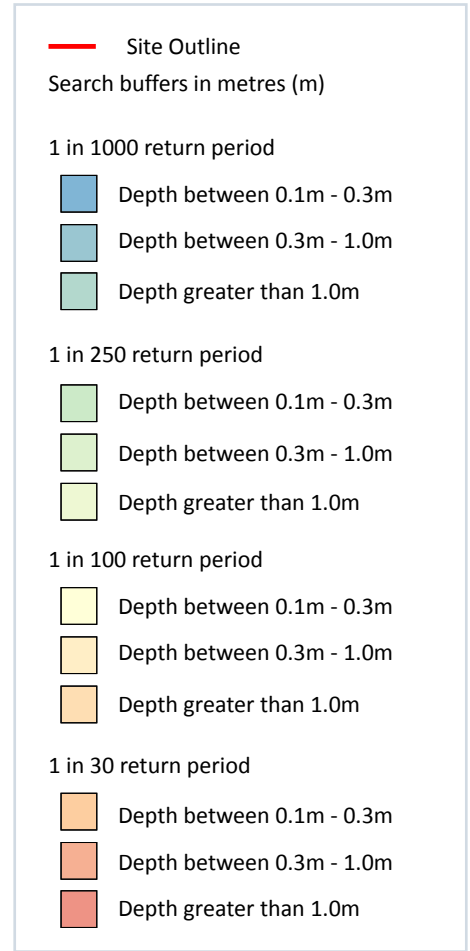 Site Outline
Search buffers in metres (m)
1 in 1000 return period
Depth between 0.1m - 0.3m
Depth between 0.3m - 1.0m
Depth greater than 1.0m
1 in 250 return period
Depth between 0.1m - 0.3m
Depth between 0.3m - 1.0m
Depth greater than 1.0m
1 in 100 return period
Depth between 0.1m - 0.3m
Depth between 0.3m - 1.0m
Depth greater than 1.0m
1 in 30 return period
Depth between 0.1m - 0.3m
Depth between 0.3m - 1.0m
Depth greater than 1.0m